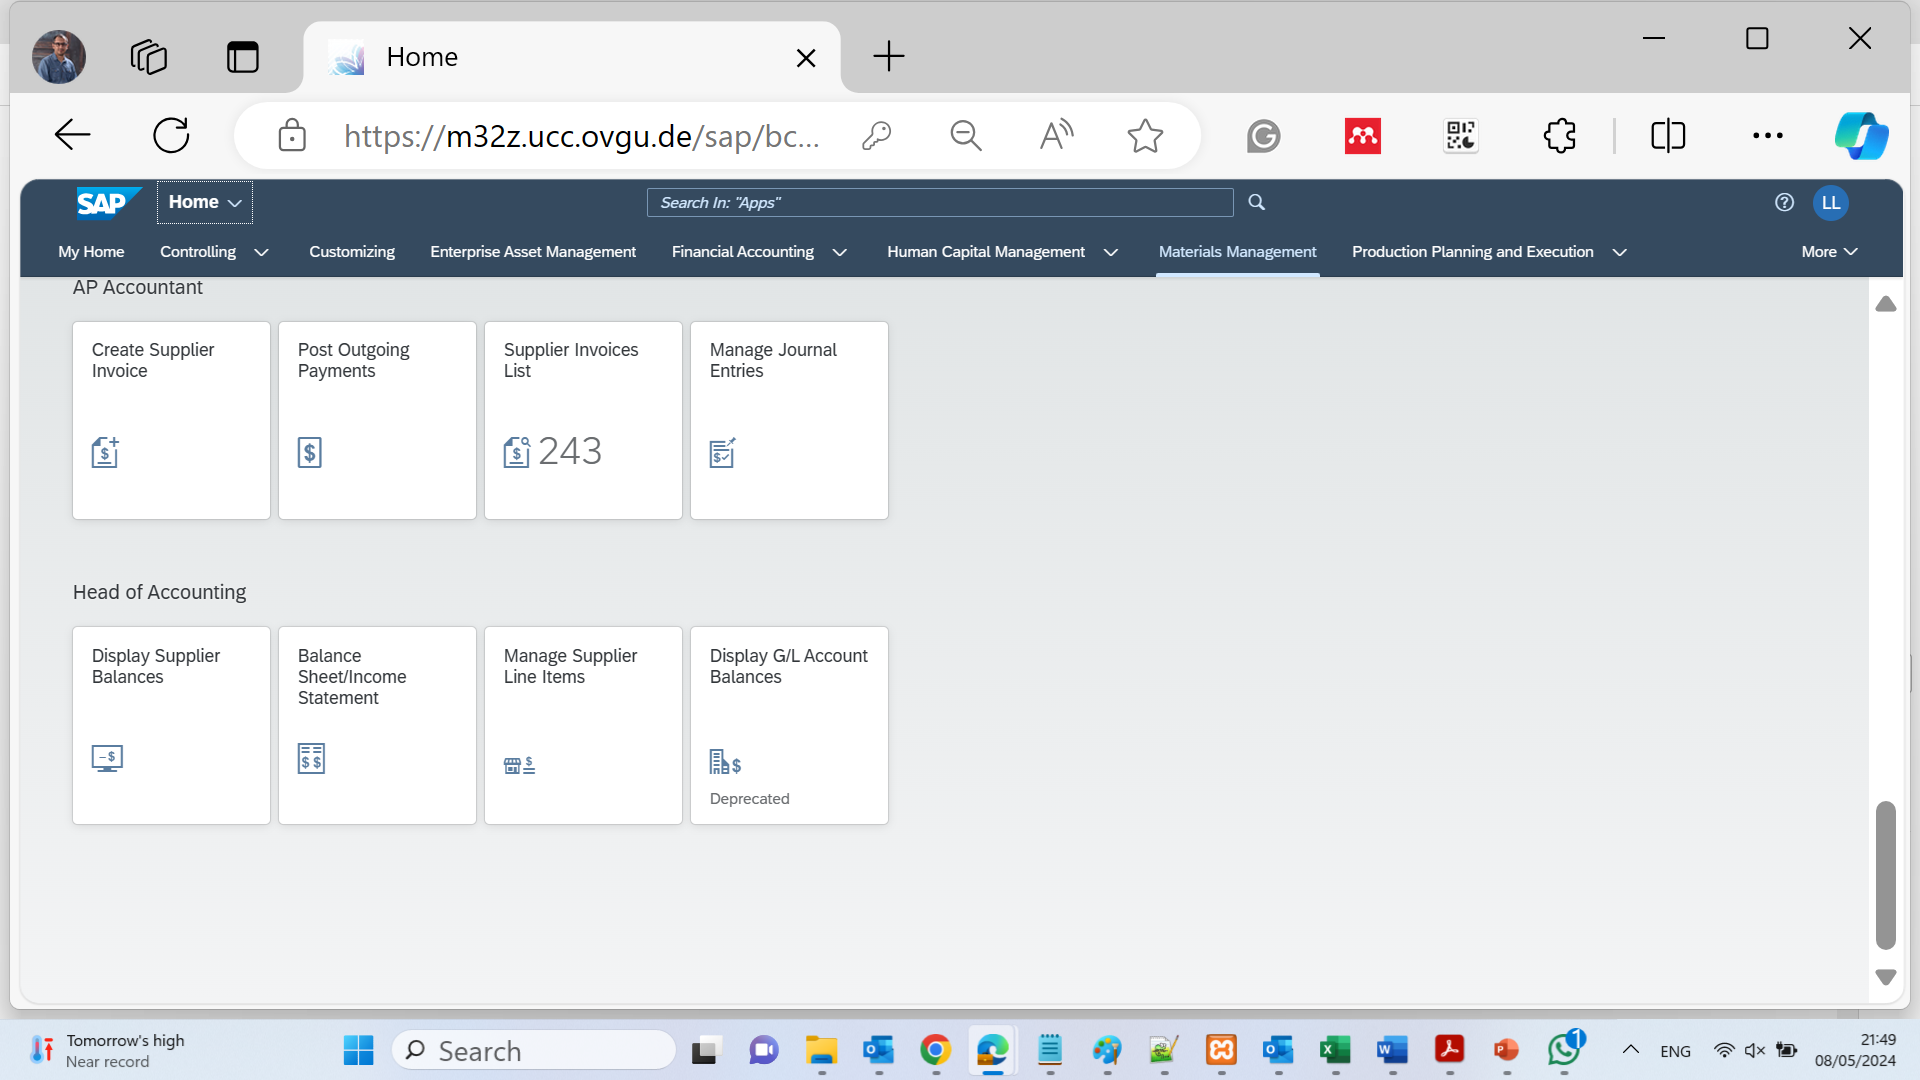 Home
https://m32z.ucc.ovgu.de/sap/bc...
SAP
Home
Search In: "Apps"
LL
My Home
Controlling
Customizing
Enterprise Asset Management
Financial Accounting
Human Capital Management
Materials Management
Production Planning and Execution
More
AP Accountant
Create Supplier
Invoice
Post Outgoing
Payments
Supplier Invoices
List
243
Manage Journal
Entries
Head of Accounting
Display Supplier
Balances
Balance
Sheet/Income
Statement
Manage Supplier
Line Items
Display G/L Account
Balances
Deprecated
Tomorrow's high
Near record
Search
1
ENG
21:49
08/05/2024